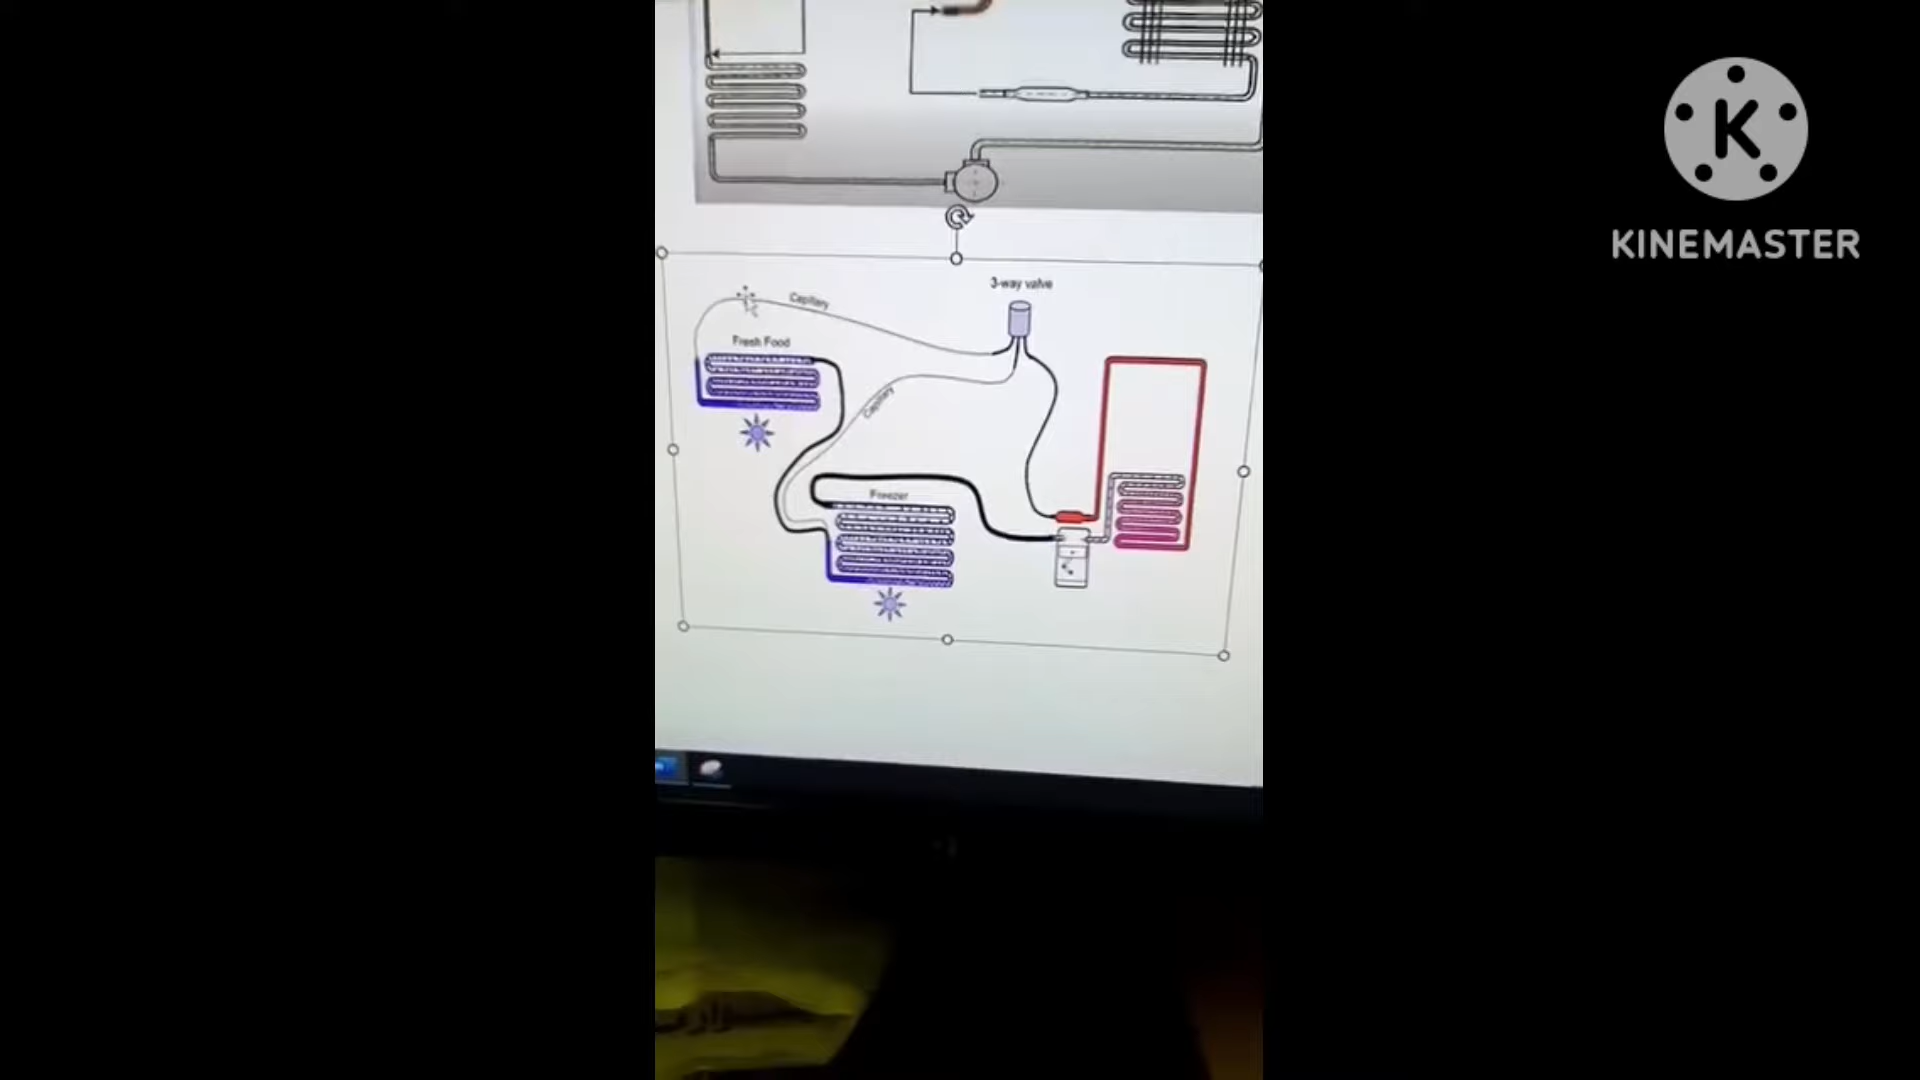 KINEMASTER
3-way valve
Capillary
Fresh Food
Capillary
Freezer